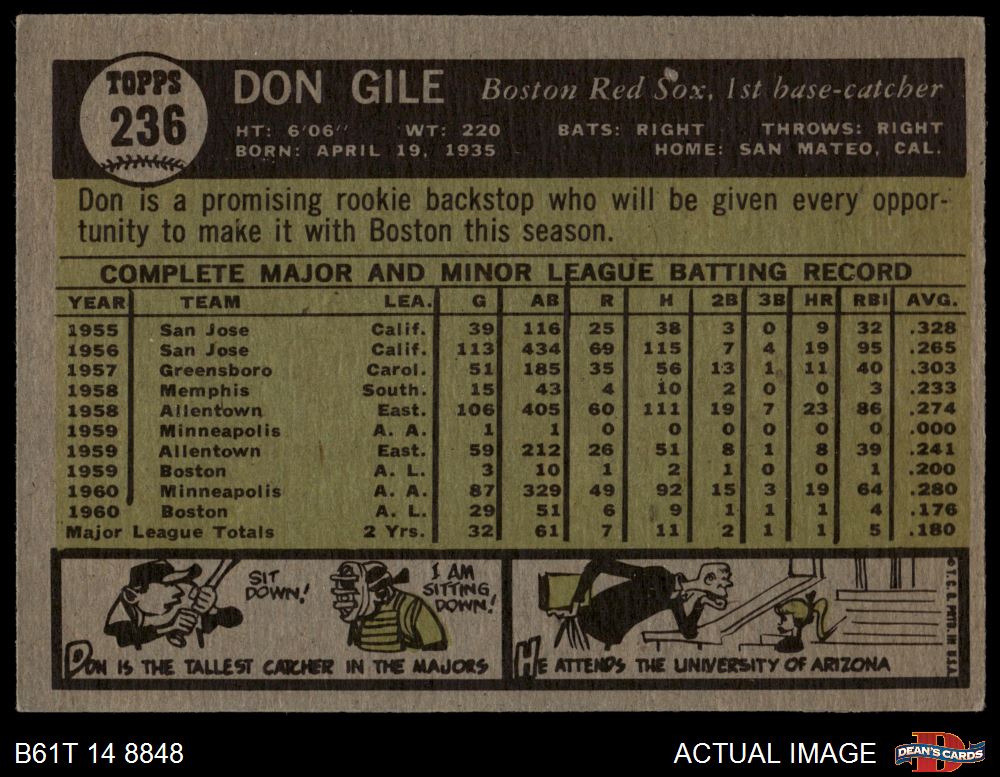 TOPPS
236
DON GILE Boston Red Sox, 1st base-catcher
HT: 6'06" WT: 220 BATS: RIGHT THROWS: RIGHT
BORN: APRIL 19, 1935 HOME: SAN MATEO, CAL.
Don is a promising rookie backstop who will be given every oppor-
tunity to make it with Boston this season.
COMPLETE MAJOR AND MINOR LEAGUE BATTING RECORD
YEAR TEAM LEA. G AB R H 2B 3B HR RBI AVG.
1955 San Jose Calif. 39 116 25 38 3 0 9 32 .328
1956 San Jose Calif. 113 434 69 115 7 4 19 95 .265
1957 Greensboro Carol. 51 185 35 56 13 1 11 40 .303
1958 Memphis South. 15 43 4 10 2 0 0 3 .233
1958 Allentown East. 106 405 60 111 19 7 23 86 .274
1959 Minneapolis A. A. 1 1 0 0 0 0 0 0 .000
1959 Allentown East. 59 212 26 51 8 1 8 39 .241
1959 Boston A. L. 3 10 1 2 1 0 0 1 .200
1960 Minneapolis A. A. 87 329 49 92 15 3 19 64 .280
1960 Boston A. L. 29 51 6 9 1 1 1 4 .176
Major League Totals 2 Yrs. 32 61 7 11 2 1 1 5 .180
SIT
DOWN!
I AM
SITTING
DOWN!
DON IS THE TALLEST CATCHER IN THE MAJORS
HE ATTENDS THE UNIVERSITY OF ARIZONA
©T. C. G. PRTD. IN U.S.A.
B61T 14 8848
ACTUAL IMAGE
D
DEAN'S CARDS